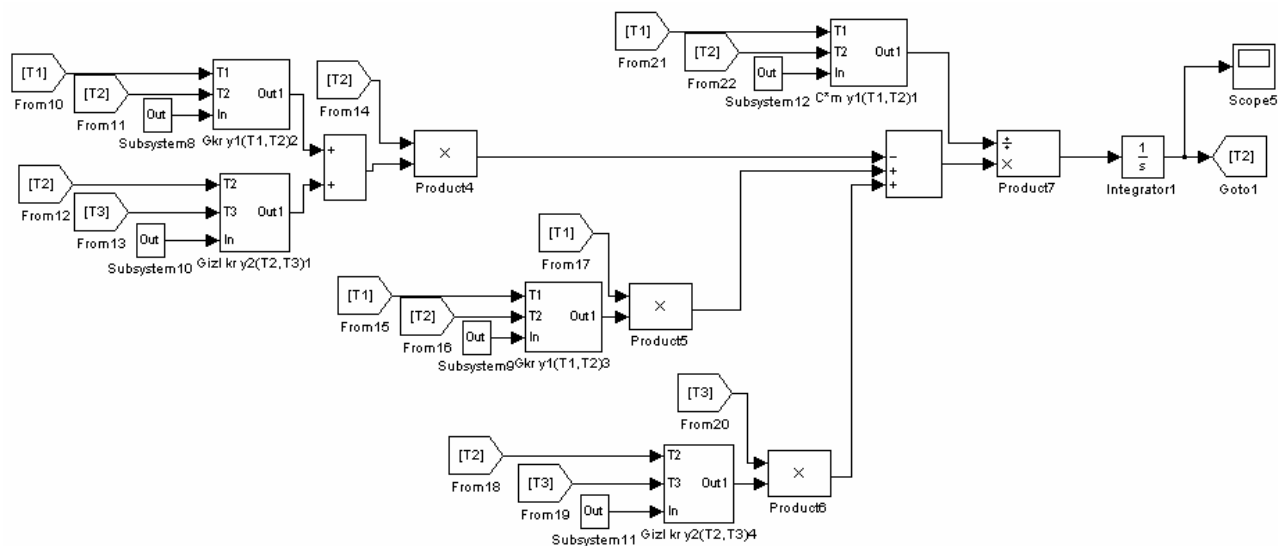 [T1]
From21
[T2]
From22
Out
Subsystem12
T1
T2
In
Out1
C*m y1(T1,T2)1
Scope5
[T1]
From10
[T2]
From11
Out
Subsystem8
T1
T2
In
Out1
Gkr y1(T1,T2)2
[T2]
From14
+
+
×
Product4
−
+
+
÷
×
Product7
1
s
Integrator1
[T2]
Goto1
[T2]
From12
[T3]
From13
Out
Subsystem10
T2
T3
In
Out1
Gizl kr y2(T2,T3)1
[T1]
From17
[T1]
From15
[T2]
From16
Out
Subsystem9
T1
T2
In
Out1
Gkr y1(T1,T2)3
×
Product5
[T3]
From20
[T2]
From18
[T3]
From19
Out
Subsystem11
T2
T3
In
Out1
Gizl kr y2(T2,T3)4
×
Product6